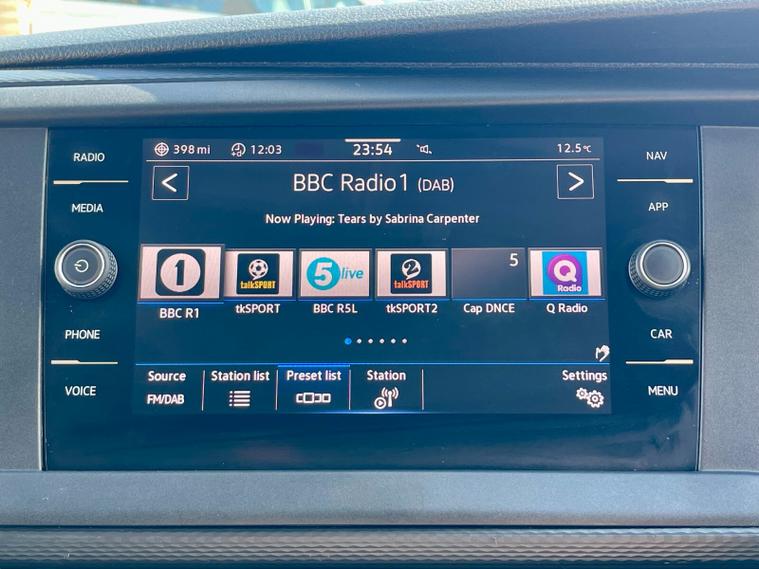 RADIO
MEDIA
PHONE
VOICE
398 mi
12:03
23:54
12.5°C
< BBC Radio1 (DAB) >
Now Playing: Tears by Sabrina Carpenter
1
talkSPORT
5 live
2
talkSPORT
5
Q
Radio
BBC R1
tkSPORT
BBC R5L
tkSPORT2
Cap DNCE
Q Radio
Source
Station list
Preset list
Station
Settings
FM/DAB
NAV
APP
CAR
MENU